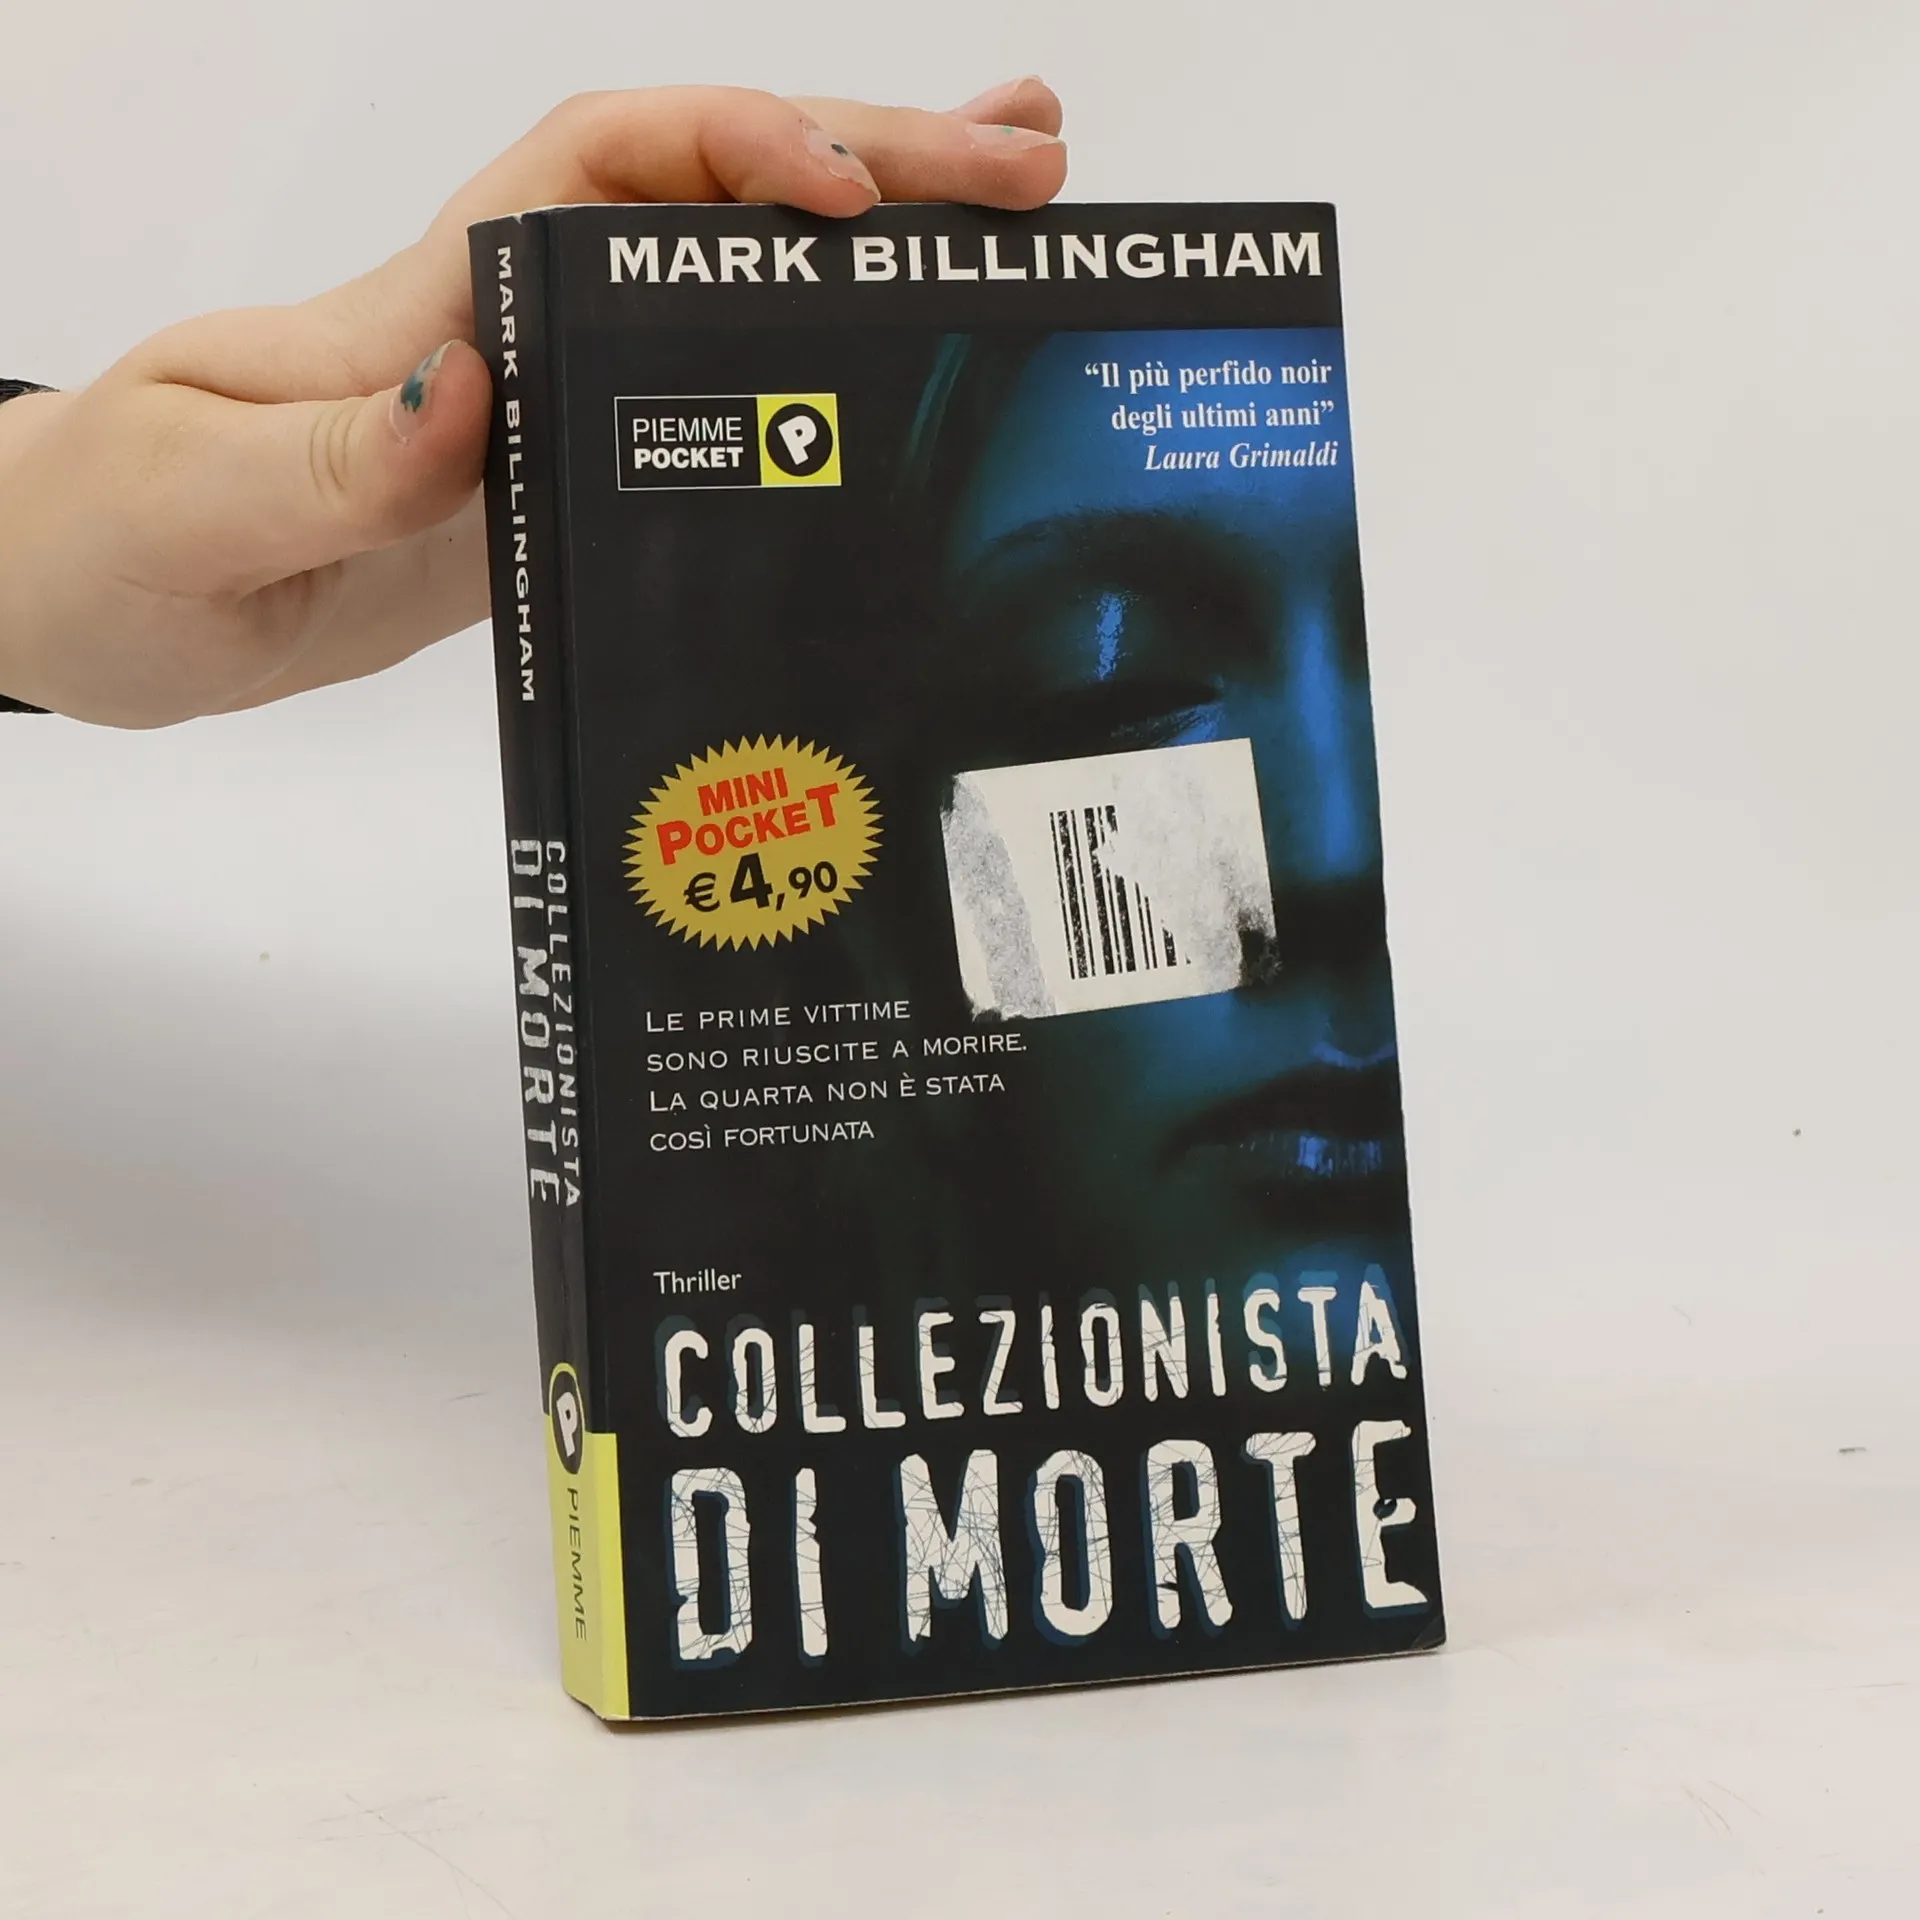 MARK BILLINGHAM
“Il più perfido noir
degli ultimi anni”
Laura Grimaldi
PIEMME
POCKET
P
MINI
POCKET
€ 4,90
LE PRIME VITTIME
SONO RIUSCITE A MORIRE.
LA QUARTA NON È STATA
COSÌ FORTUNATA
Thriller
COLLEZIONISTA
DI MORTE
MARK BILLINGHAM
COLLEZIONISTA
DI MORTE
P
PIEMME